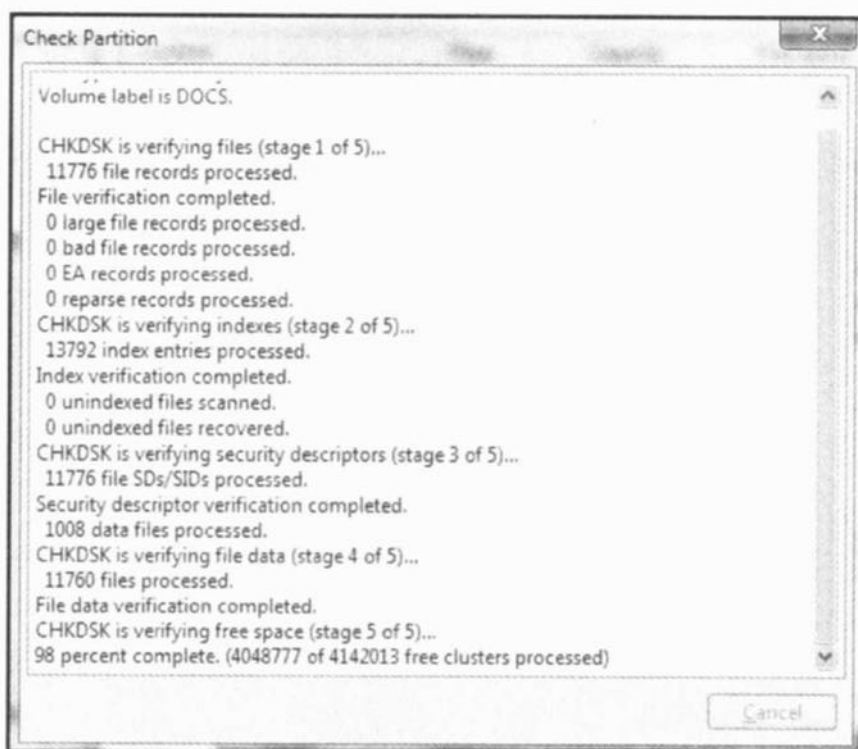 Check Partition
Volume label is DOCS.
CHKDSK is verifying files (stage 1 of 5)...
11776 file records processed.
File verification completed.
0 large file records processed.
0 bad file records processed.
0 EA records processed.
0 reparse records processed.
CHKDSK is verifying indexes (stage 2 of 5)...
13792 index entries processed.
Index verification completed.
0 unindexed files scanned.
0 unindexed files recovered.
CHKDSK is verifying security descriptors (stage 3 of 5)...
11776 file SDs/SIDs processed.
Security descriptor verification completed.
1008 data files processed.
CHKDSK is verifying file data (stage 4 of 5)...
11760 files processed.
File data verification completed.
CHKDSK is verifying free space (stage 5 of 5)...
98 percent complete. (4048777 of 4142013 free clusters processed)
Cancel